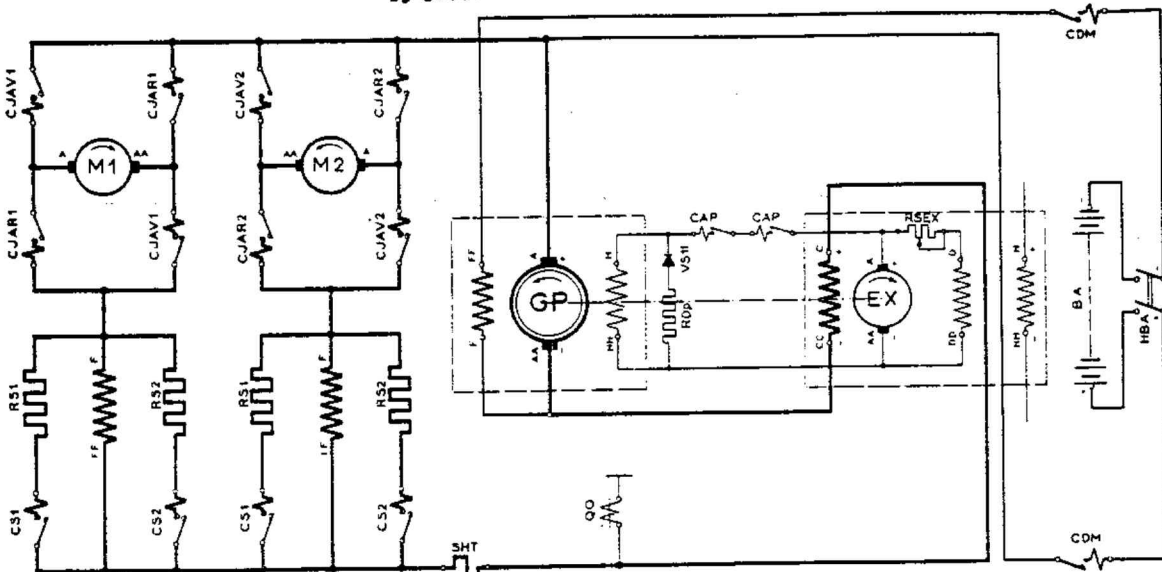 CDM
CJAV1
CJAR1
CJAV2
CJAR2
A M1 AA
AA M2 A
CJAR1
CJAV1
CJAR2
CJAV2
CAP CAP
RSEX
FF
A +
H
VS11
C +
A +
D
H +
GP
RDp
EX
BA
HBA
F
AA -
HH
CC -
AA -
DD
HH -
RS1
F
RS2
RS1
F
RS2
FF
CS1
CS2
CS1
CS2
QO
SHT
CDM